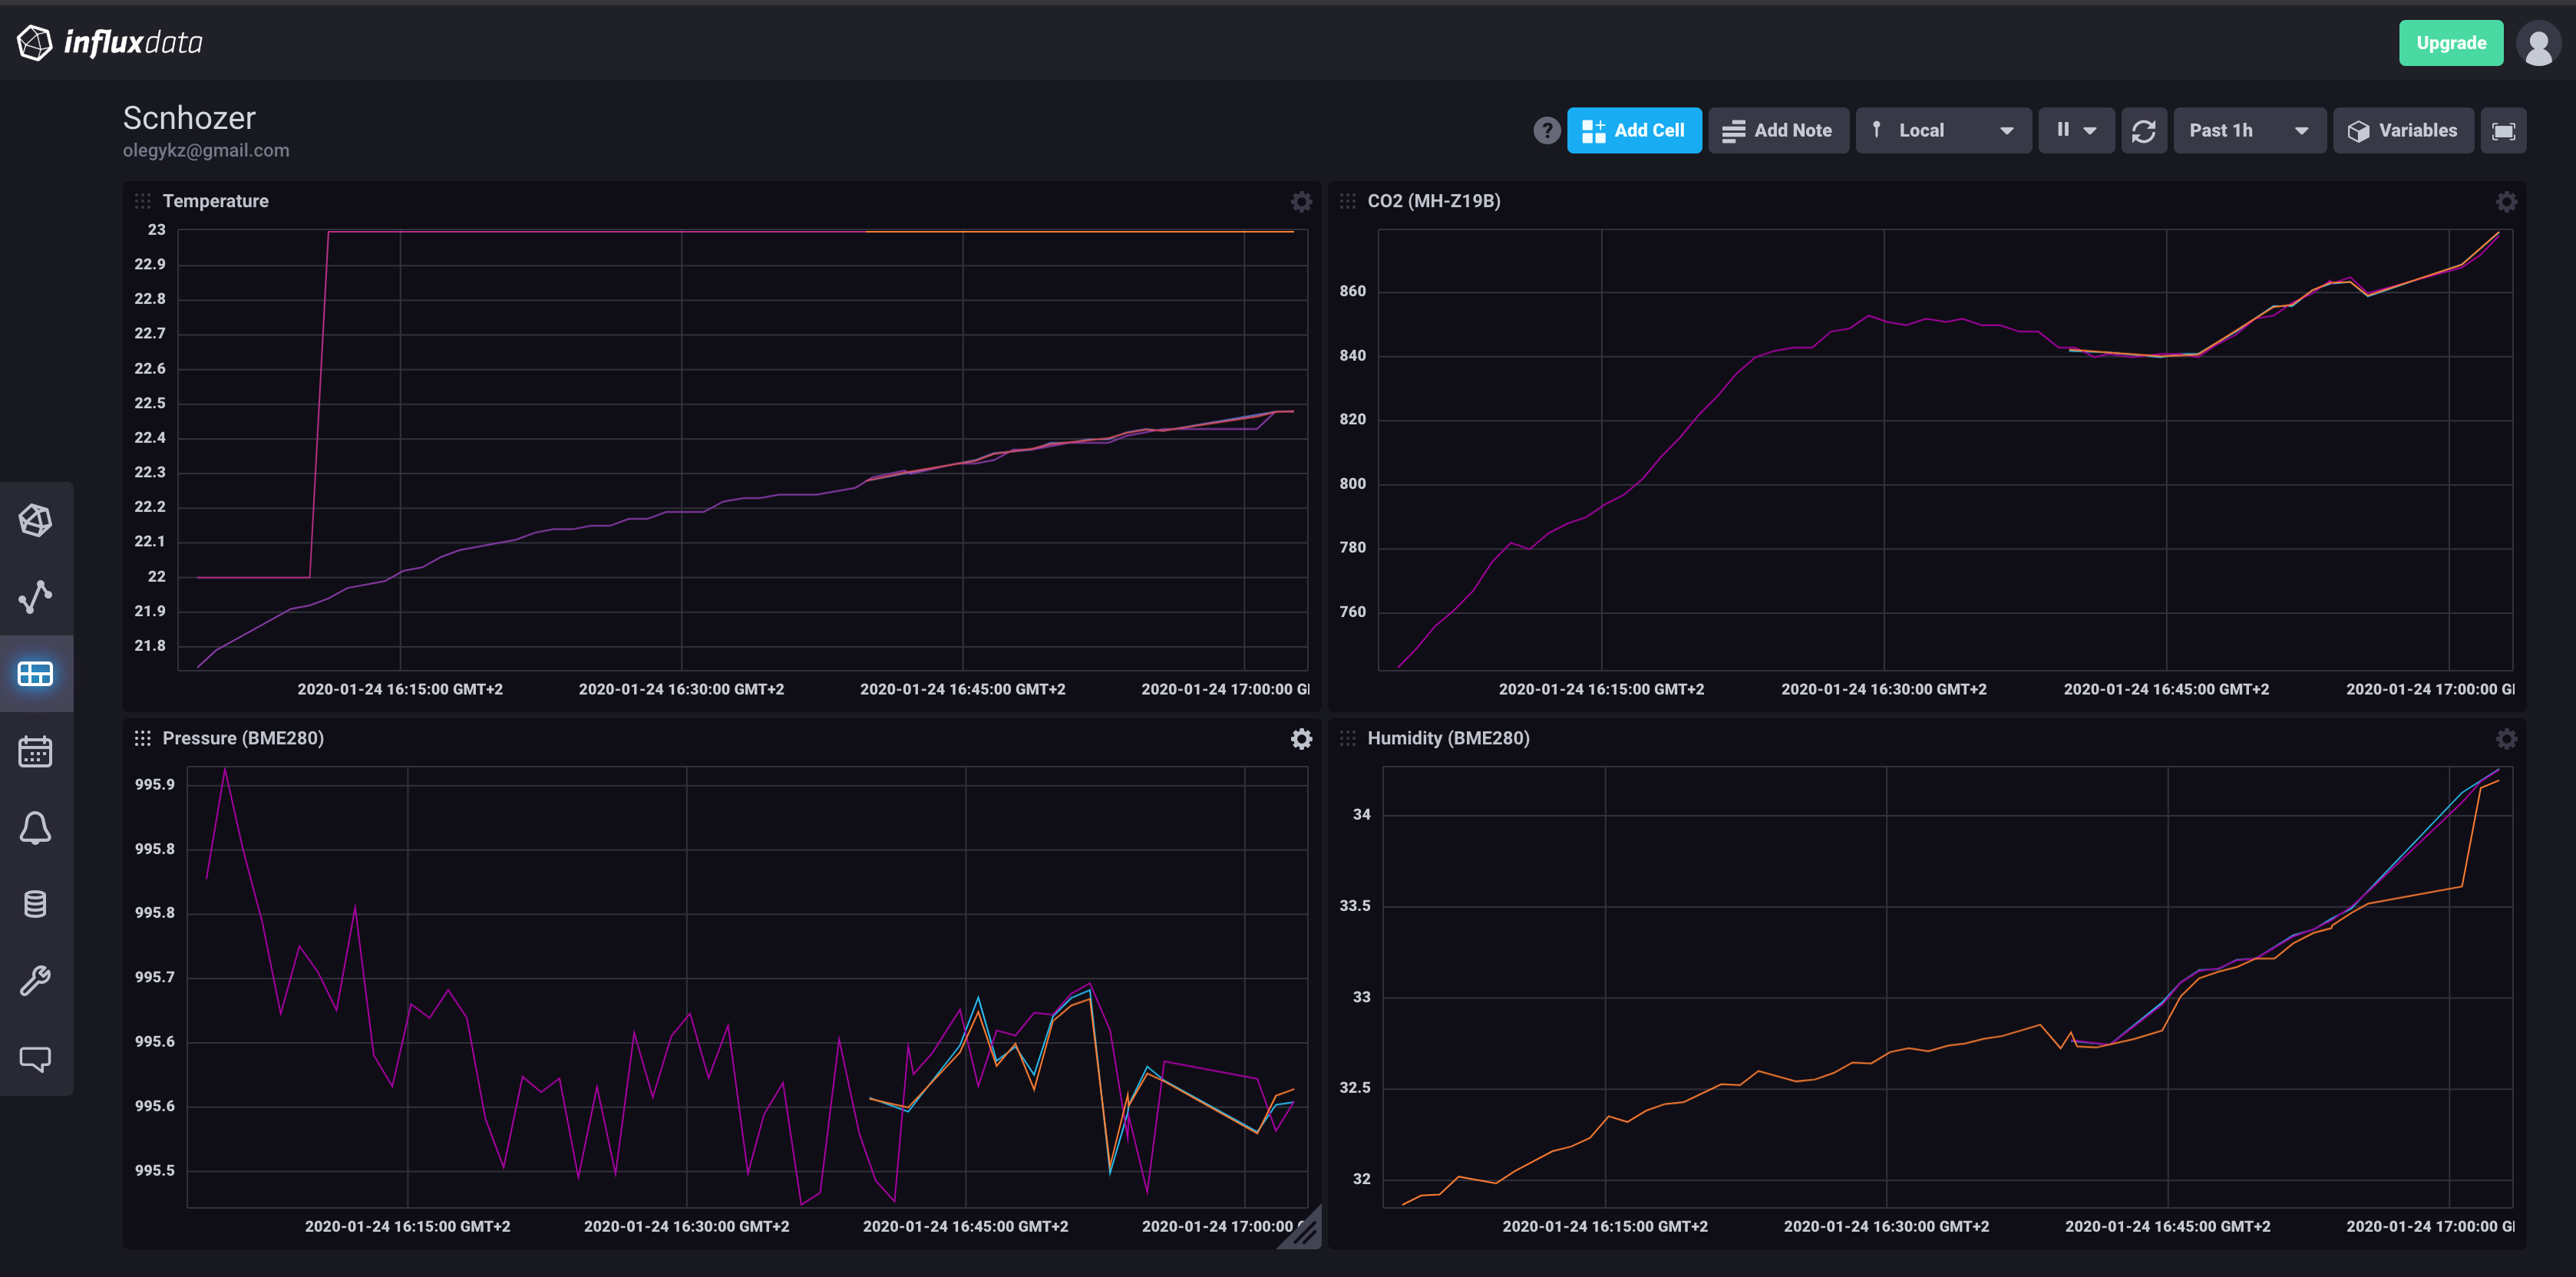 influxdata
Upgrade
Scnhozer
olegykz@gmail.com
? Add Cell Add Note Local Past 1h Variables
Temperature
23
22.9
22.8
22.7
22.6
22.5
22.4
22.3
22.2
22.1
22
21.9
21.8
2020-01-24 16:15:00 GMT+2 2020-01-24 16:30:00 GMT+2 2020-01-24 16:45:00 GMT+2 2020-01-24 17:00:00 G
CO2 (MH-Z19B)
860
840
820
800
780
760
2020-01-24 16:15:00 GMT+2 2020-01-24 16:30:00 GMT+2 2020-01-24 16:45:00 GMT+2 2020-01-24 17:00:00 G
Pressure (BME280)
995.9
995.8
995.8
995.7
995.6
995.6
995.5
2020-01-24 16:15:00 GMT+2 2020-01-24 16:30:00 GMT+2 2020-01-24 16:45:00 GMT+2 2020-01-24 17:00:00 G
Humidity (BME280)
34
33.5
33
32.5
32
2020-01-24 16:15:00 GMT+2 2020-01-24 16:30:00 GMT+2 2020-01-24 16:45:00 GMT+2 2020-01-24 17:00:00 G